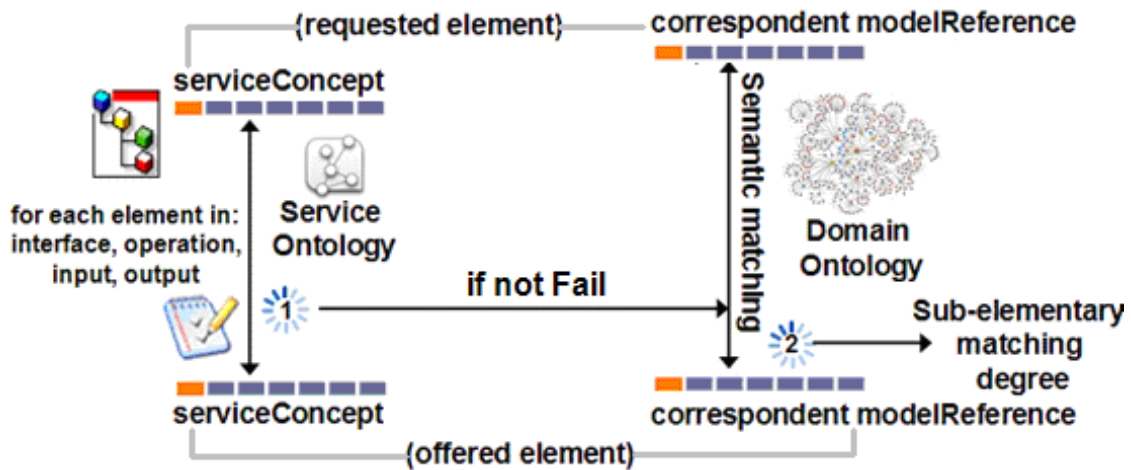 (requested element)
correspondent modelReference
serviceConcept
Semantic matching
for each element in:
interface, operation,
input, output
Service
Ontology
Domain
Ontology
1
if not Fail
2
Sub-elementary
matching
degree
serviceConcept
correspondent modelReference
(offered element)